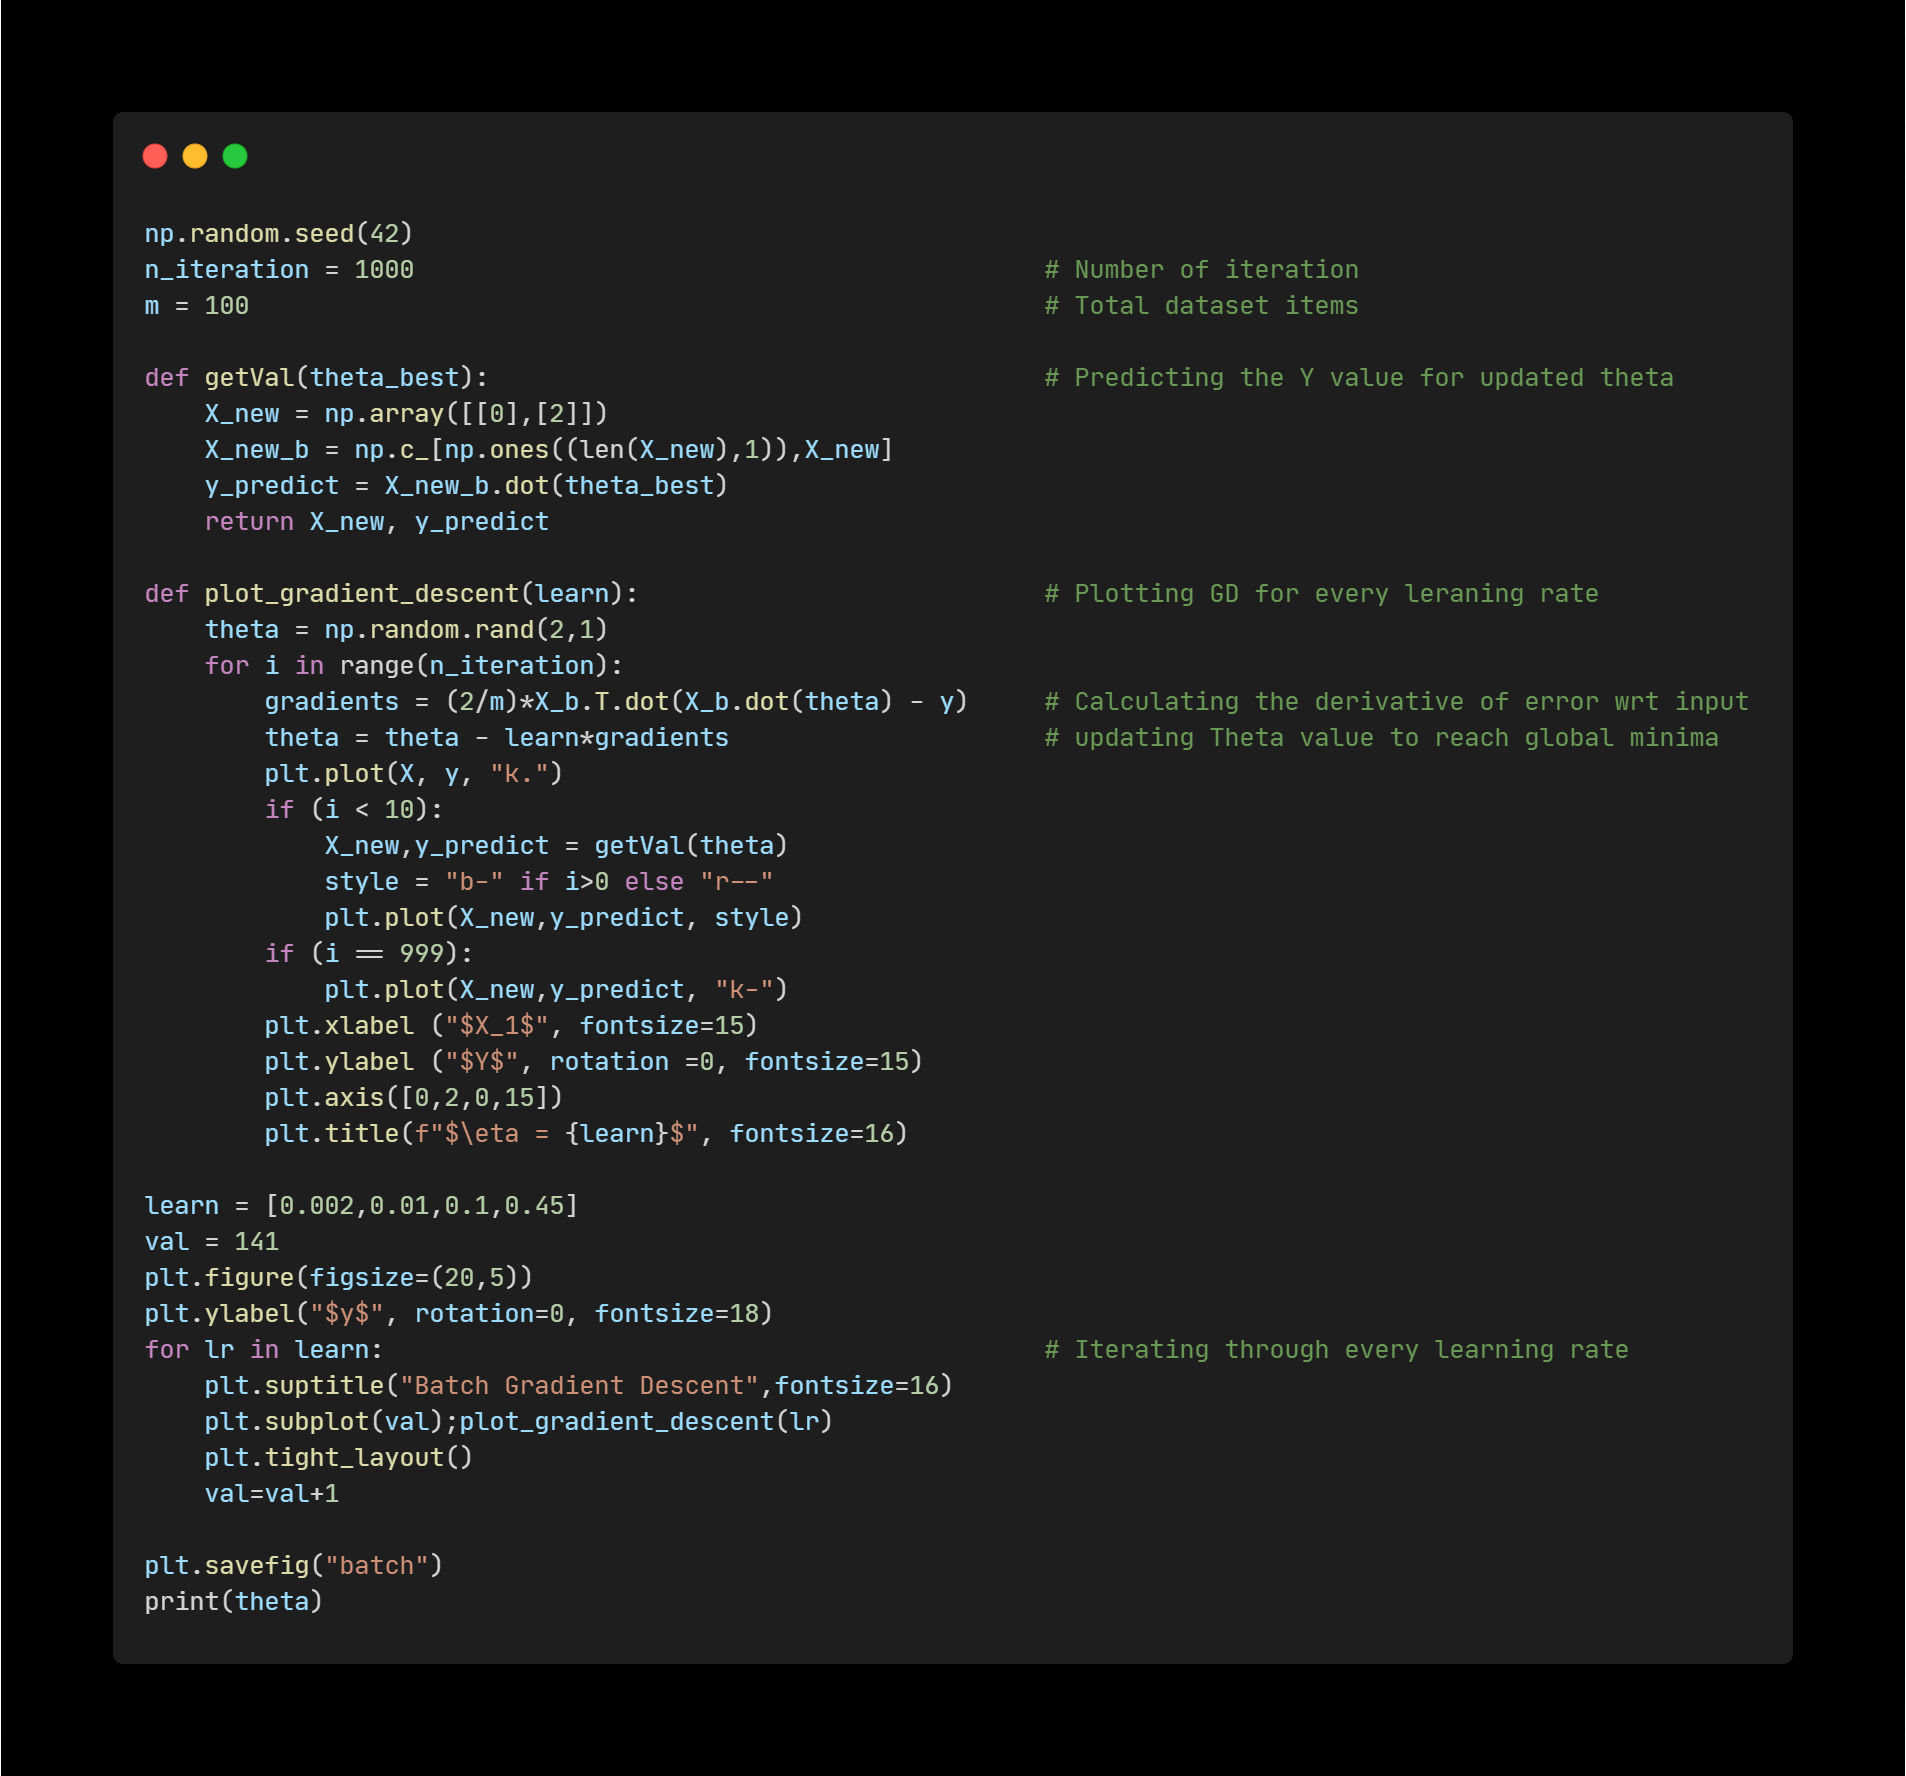 np.random.seed(42)
n_iteration = 1000 # Number of iteration
m = 100 # Total dataset items
def getVal(theta_best): # Predicting the Y value for updated theta
    X_new = np.array([[0],[2]])
    X_new_b = np.c_[np.ones((len(X_new),1)),X_new]
    y_predict = X_new_b.dot(theta_best)
    return X_new, y_predict
def plot_gradient_descent(learn): # Plotting GD for every leraning rate
    theta = np.random.rand(2,1)
    for i in range(n_iteration):
        gradients = (2/m)*X_b.T.dot(X_b.dot(theta) - y) # Calculating the derivative of error wrt input
        theta = theta - learn*gradients # updating Theta value to reach global minima
        plt.plot(X, y, "k.")
        if (i < 10):
            X_new,y_predict = getVal(theta)
            style = "b-" if i>0 else "r--"
            plt.plot(X_new,y_predict, style)
        if (i == 999):
            plt.plot(X_new,y_predict, "k-")
        plt.xlabel ("$X_1$", fontsize=15)
        plt.ylabel ("$Y$", rotation =0, fontsize=15)
        plt.axis([0,2,0,15])
        plt.title(f"$\eta = {learn}$", fontsize=16)
learn = [0.002,0.01,0.1,0.45]
val = 141
plt.figure(figsize=(20,5))
plt.ylabel("$y$", rotation=0, fontsize=18)
for lr in learn: # Iterating through every learning rate
    plt.suptitle("Batch Gradient Descent",fontsize=16)
    plt.subplot(val);plot_gradient_descent(lr)
    plt.tight_layout()
    val=val+1
plt.savefig("batch")
print(theta)